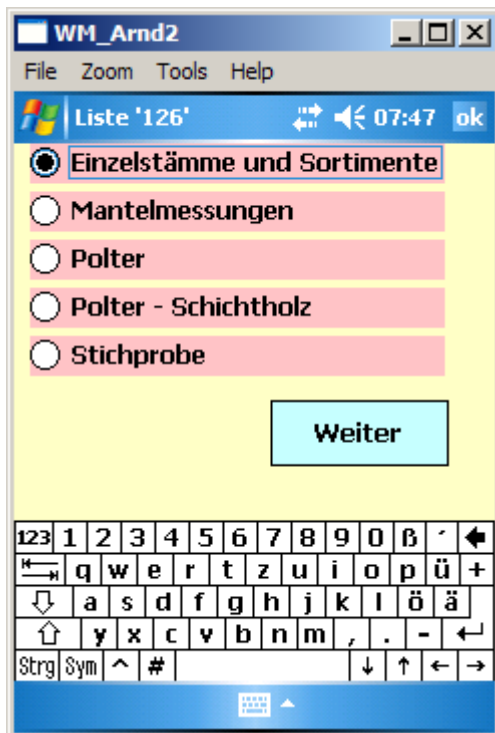 WM_Arnd2
File Zoom Tools Help
Liste '126' 07:47 ok
Einzelstämme und Sortimente
Mantelmessungen
Polter
Polter - Schichtholz
Stichprobe
Weiter
123 1 2 3 4 5 6 7 8 9 0 ß ´
q w e r t z u i o p ü +
a s d f g h j k l ö ä
y x c v b n m , . -
Strg Sym ^ # ↓ ↑ ← →